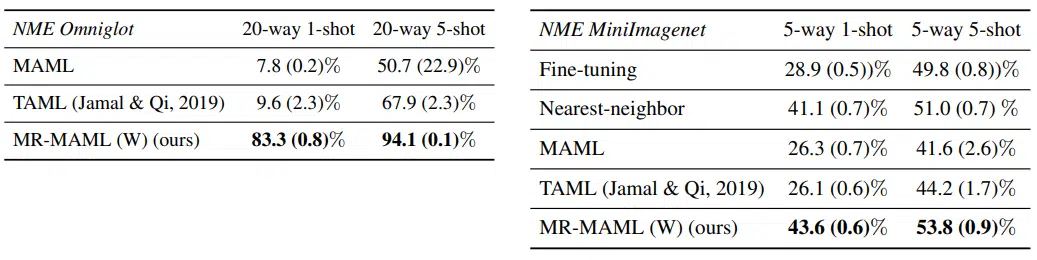 NME Omniglot 20-way 1-shot 20-way 5-shot
MAML 7.8 (0.2)% 50.7 (22.9)%
TAML (Jamal & Qi, 2019) 9.6 (2.3)% 67.9 (2.3)%
MR-MAML (W) (ours) 83.3 (0.8)% 94.1 (0.1)%
NME MiniImagenet 5-way 1-shot 5-way 5-shot
Fine-tuning 28.9 (0.5))% 49.8 (0.8))%
Nearest-neighbor 41.1 (0.7)% 51.0 (0.7) %
MAML 26.3 (0.7)% 41.6 (2.6)%
TAML (Jamal & Qi, 2019) 26.1 (0.6)% 44.2 (1.7)%
MR-MAML (W) (ours) 43.6 (0.6)% 53.8 (0.9)%